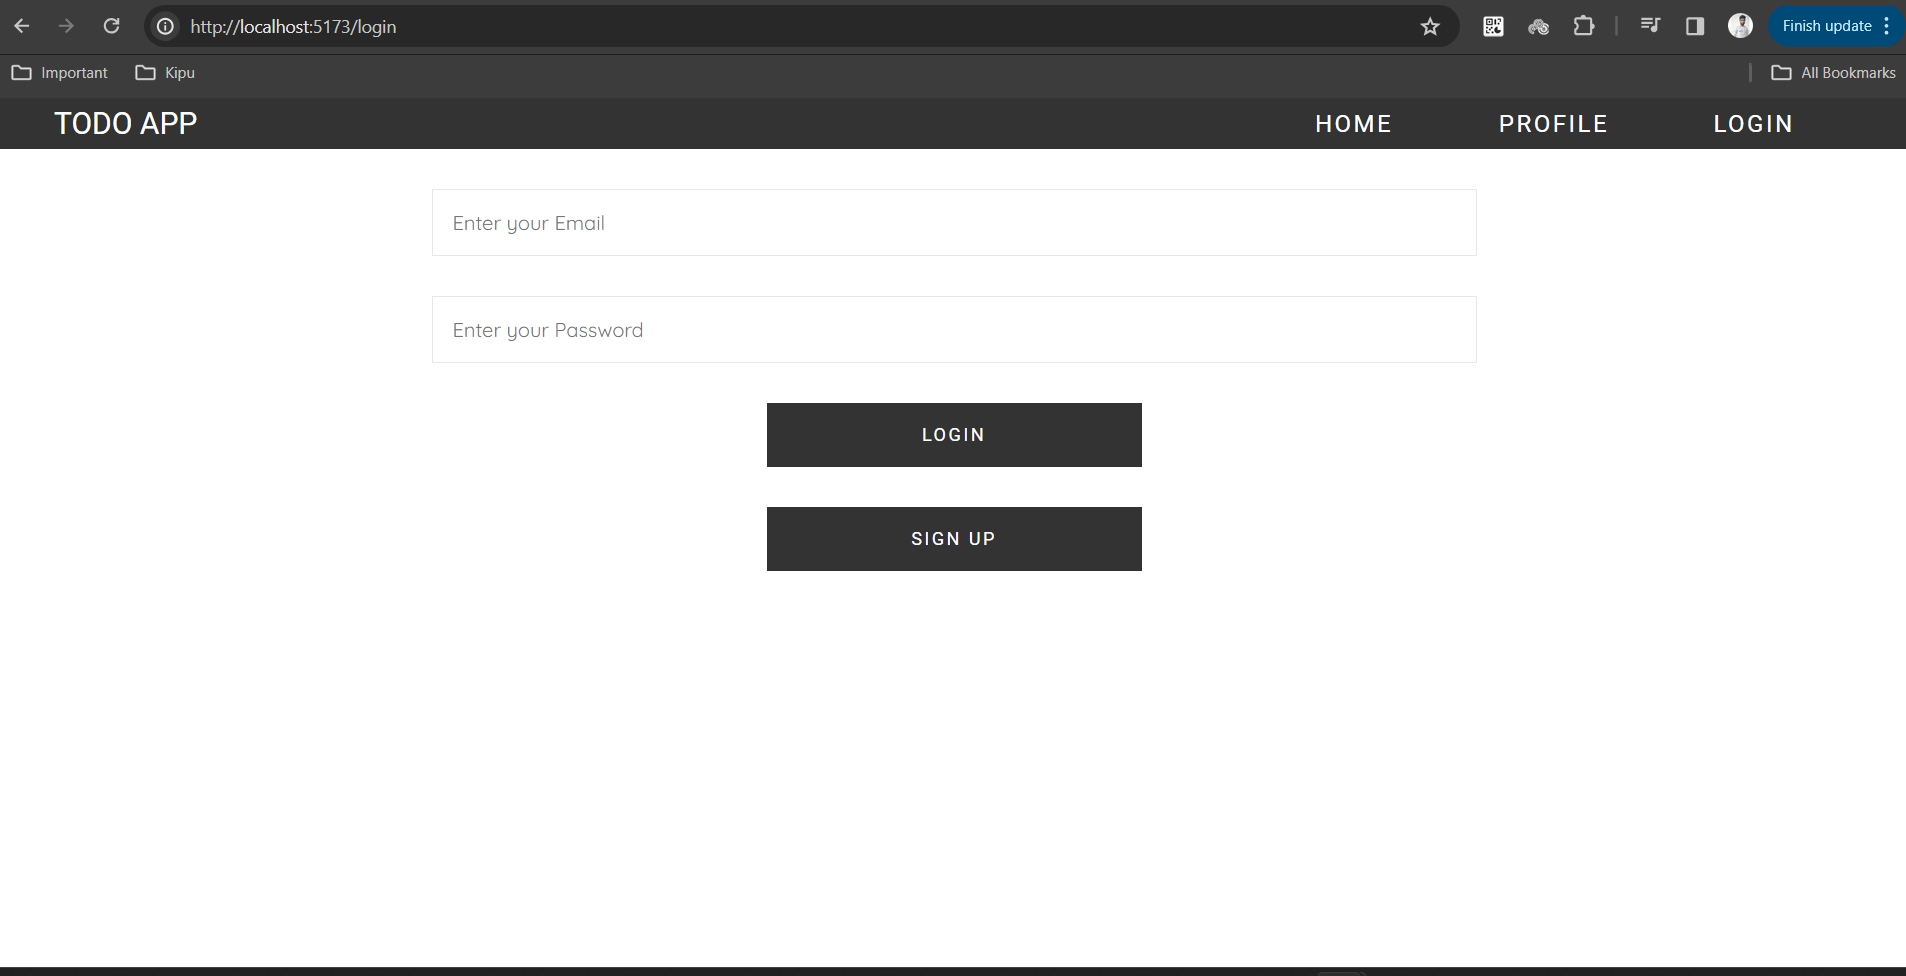 http://localhost:5173/login
Finish update
Important Kipu All Bookmarks
TODO APP HOME PROFILE LOGIN
Enter your Email
Enter your Password
LOGIN
SIGN UP